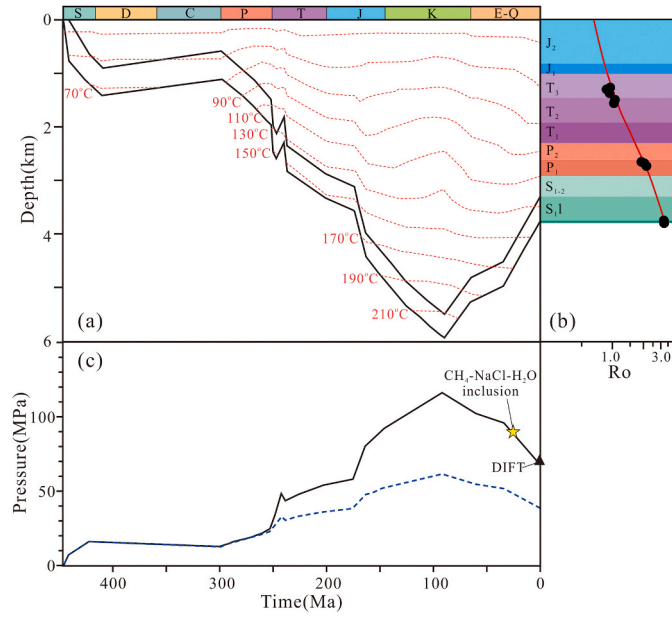 S D C P T J K E-Q
0
2
4
6
Depth(km)
70°C
90°C
110°C
130°C
150°C
170°C
190°C
210°C
(a)
J₂
J₁
T₃
T₂
T₁
P₂
P₁
S₁₋₂
S₁l
(b)
1.0 3.0
Ro
(c)
CH₄-NaCl-H₂O
inclusion
DIFT
100
50
0
Pressure(MPa)
400 300 200 100 0
Time(Ma)